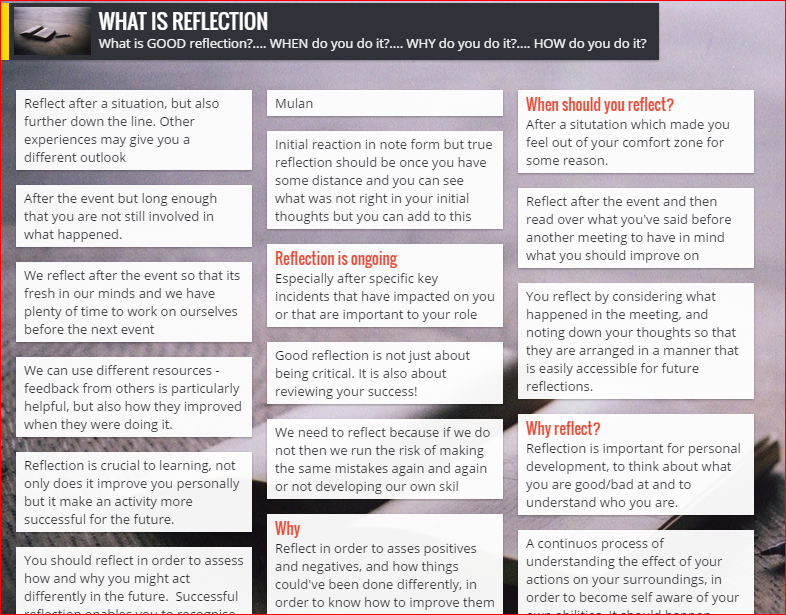 WHAT IS REFLECTION
What is GOOD reflection?.... WHEN do you do it?.... WHY do you do it?.... HOW do you do it?
Reflect after a situation, but also
further down the line. Other
experiences may give you a
different outlook
After the event but long enough
that you are not still involved in
what happened.
We reflect after the event so that its
fresh in our minds and we have
plenty of time to work on ourselves
before the next event
We can use different resources -
feedback from others is particularly
helpful, but also how they improved
when they were doing it.
Reflection is crucial to learning, not
only does it improve you personally
but it make an activity more
successful for the future.
You should reflect in order to assess
how and why you might act
differently in the future.  Successful
reflection enables you to recognise
Mulan
Initial reaction in note form but true
reflection should be once you have
some distance and you can see
what was not right in your initial
thoughts but you can add to this
Reflection is ongoing
Especially after specific key
incidents that have impacted on you
or that are important to your role
Good reflection is not just about
being critical. It is also about
reviewing your success!
We need to reflect because if we do
not then we run the risk of making
the same mistakes again and again
or not developing our own skil
Why
Reflect in order to asses positives
and negatives, and how things
could've been done differently, in
order to know how to improve them
When should you reflect?
After a situtation which made you
feel out of your comfort zone for
some reason.
Reflect after the event and then
read over what you've said before
another meeting to have in mind
what you should improve on
You reflect by considering what
happened in the meeting, and
noting down your thoughts so that
they are arranged in a manner that
is easily accessible for future
reflections.
Why reflect?
Reflection is important for personal
development, to think about what
you are good/bad at and to
understand who you are.
A continuos process of
understanding the effect of your
actions on your surroundings, in
order to become self aware of your
own abilities. It should happen